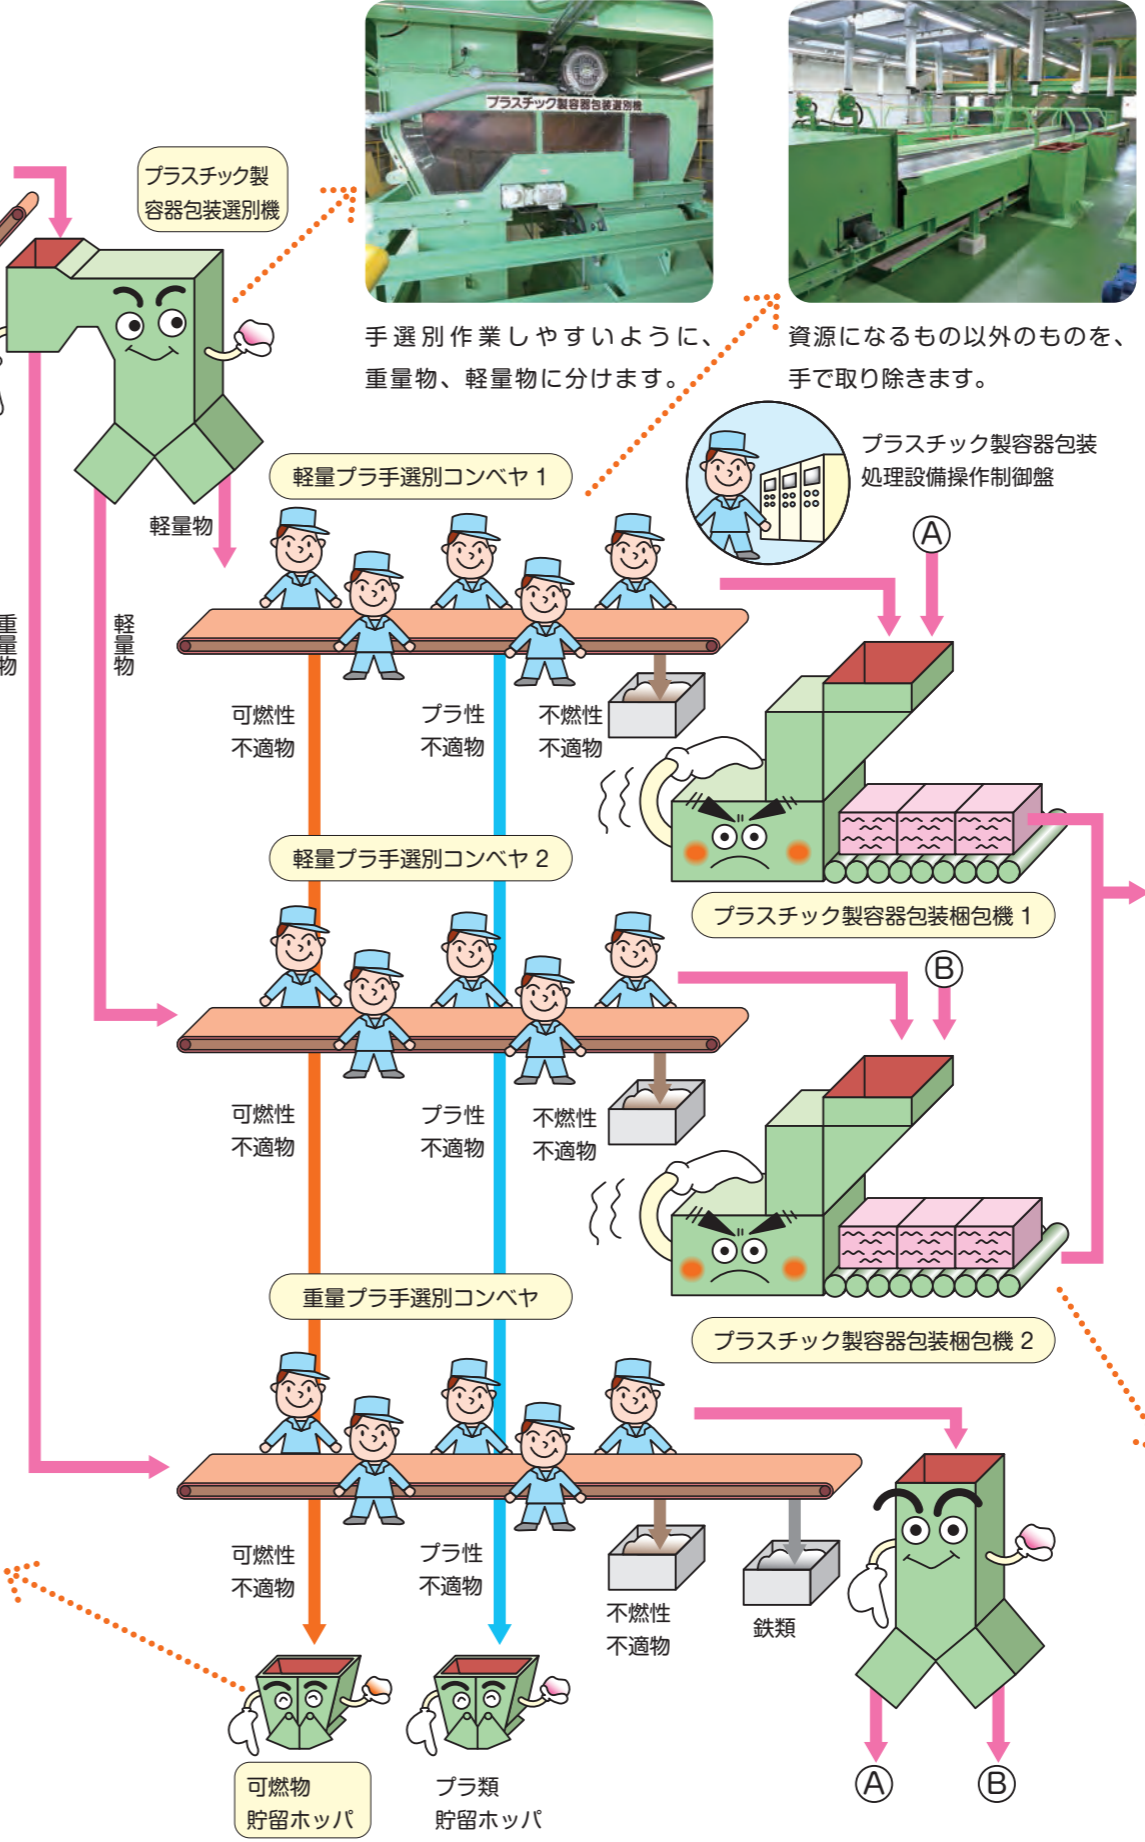 プラスチック製容器包装選別機
プラスチック製
容器包装選別機
手選別作業しやすいように、
重量物、軽量物に分けます。
資源になるもの以外のものを、
手で取り除きます。
プラスチック製容器包装
処理設備操作制御盤
軽量プラ手選別コンベヤ 1
軽量物
重量物
軽量物
A
可燃性
不適物
プラ性
不適物
不燃性
不適物
軽量プラ手選別コンベヤ 2
プラスチック製容器包装梱包機 1
B
可燃性
不適物
プラ性
不適物
不燃性
不適物
重量プラ手選別コンベヤ
プラスチック製容器包装梱包機 2
可燃性
不適物
プラ性
不適物
不燃性
不適物
鉄類
可燃物
貯留ホッパ
プラ類
貯留ホッパ
A
B